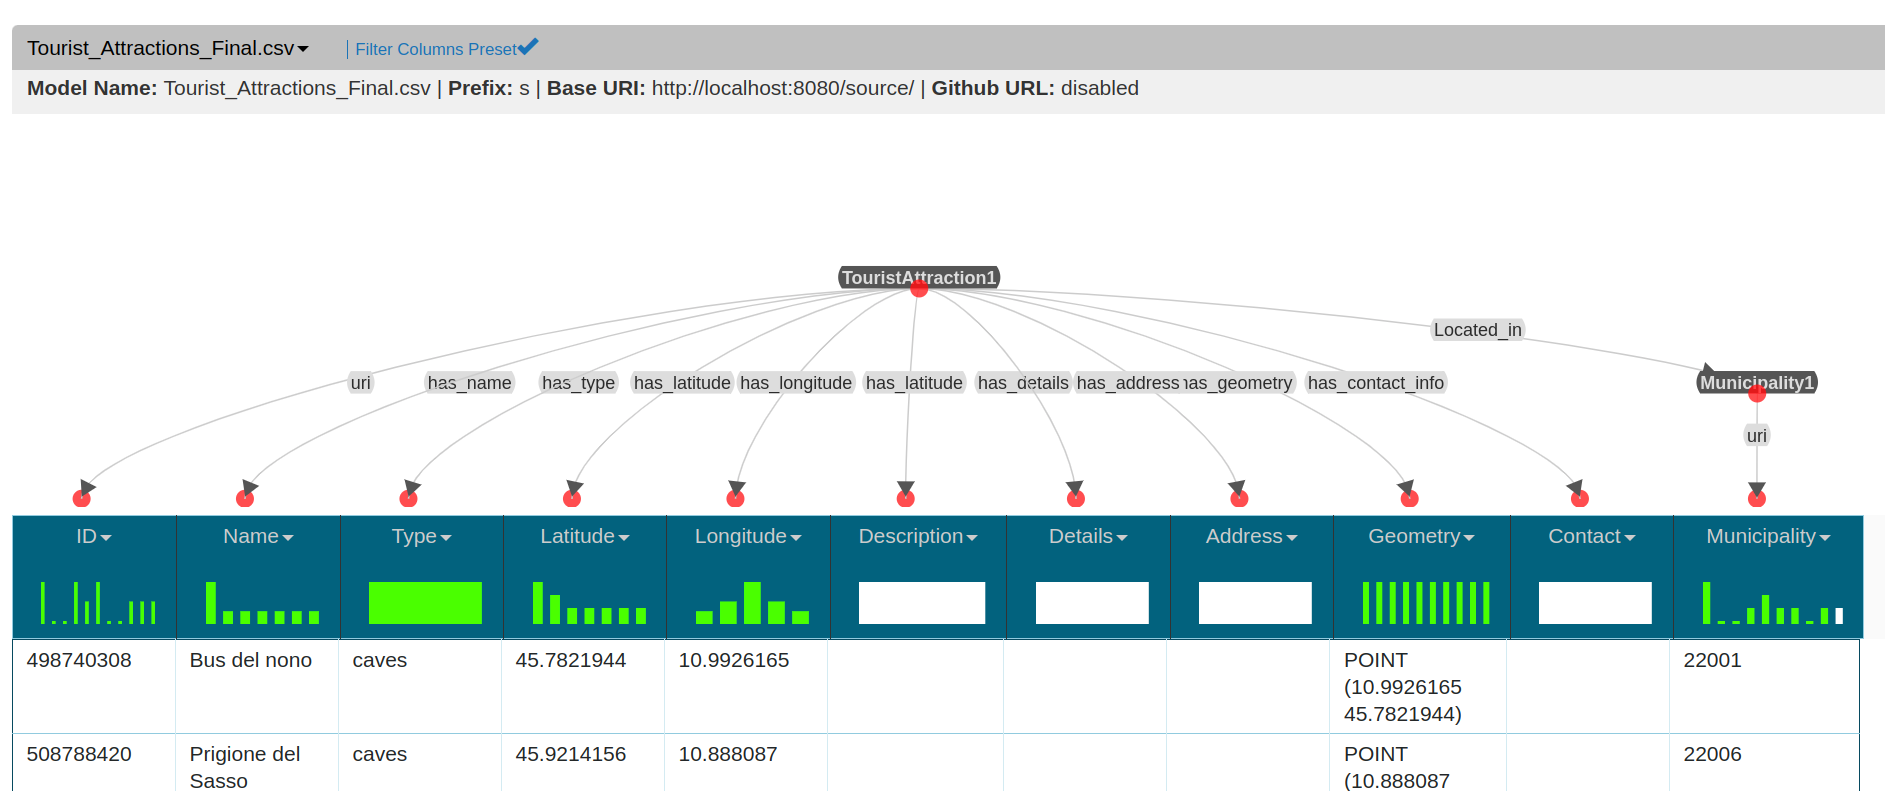 Tourist_Attractions_Final.csv | Filter Columns Preset
Model Name: Tourist_Attractions_Final.csv | Prefix: s | Base URI: http://localhost:8080/source/ | Github URL: disabled
TouristAttraction1
Located_in
uri has_name has_type has_latitude has_longitude has_latitude has_details has_address has_geometry has_contact_info Municipality1
uri
ID Name Type Latitude Longitude Description Details Address Geometry Contact Municipality
498740308 Bus del nono caves 45.7821944 10.9926165 POINT 22001
(10.9926165
45.7821944)
508788420 Prigione del caves 45.9214156 10.888087 POINT 22006
Sasso (10.888087